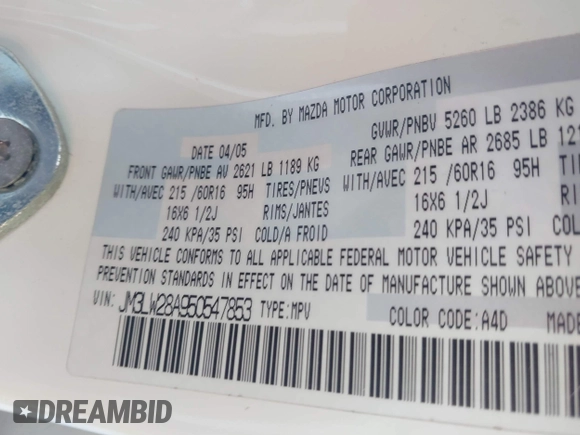 MFD. BY MAZDA MOTOR CORPORATION
DATE 04/05 GVWR/PNBV 5260 LB 2386 KG
FRONT GAWR/PNBE AV 2621 LB 1189 KG REAR GAWR/PNBE AR 2685 LB
WITH/AVEC 215 /60R16 95H TIRES/PNEVS WITH/AVEC 215 /60R16 95H
16X6 1/2J RIMS/JANTES 16X6 1/2J
240 KPA/35 PSI COLD/A FROID 240 KPA/35 PSI
THIS VEHICLE CONFORMS TO ALL APPLICABLE FEDERAL MOTOR VEHICLE SAFETY
PREVENTION STANDARDS IN EFFECT ON THE DATE OF MANUFACTURE SHOWN ABOVE
VIN: JM3LW28A950547853 TYPE:MPV COLOR CODE:A4D MADE
DREAMBID